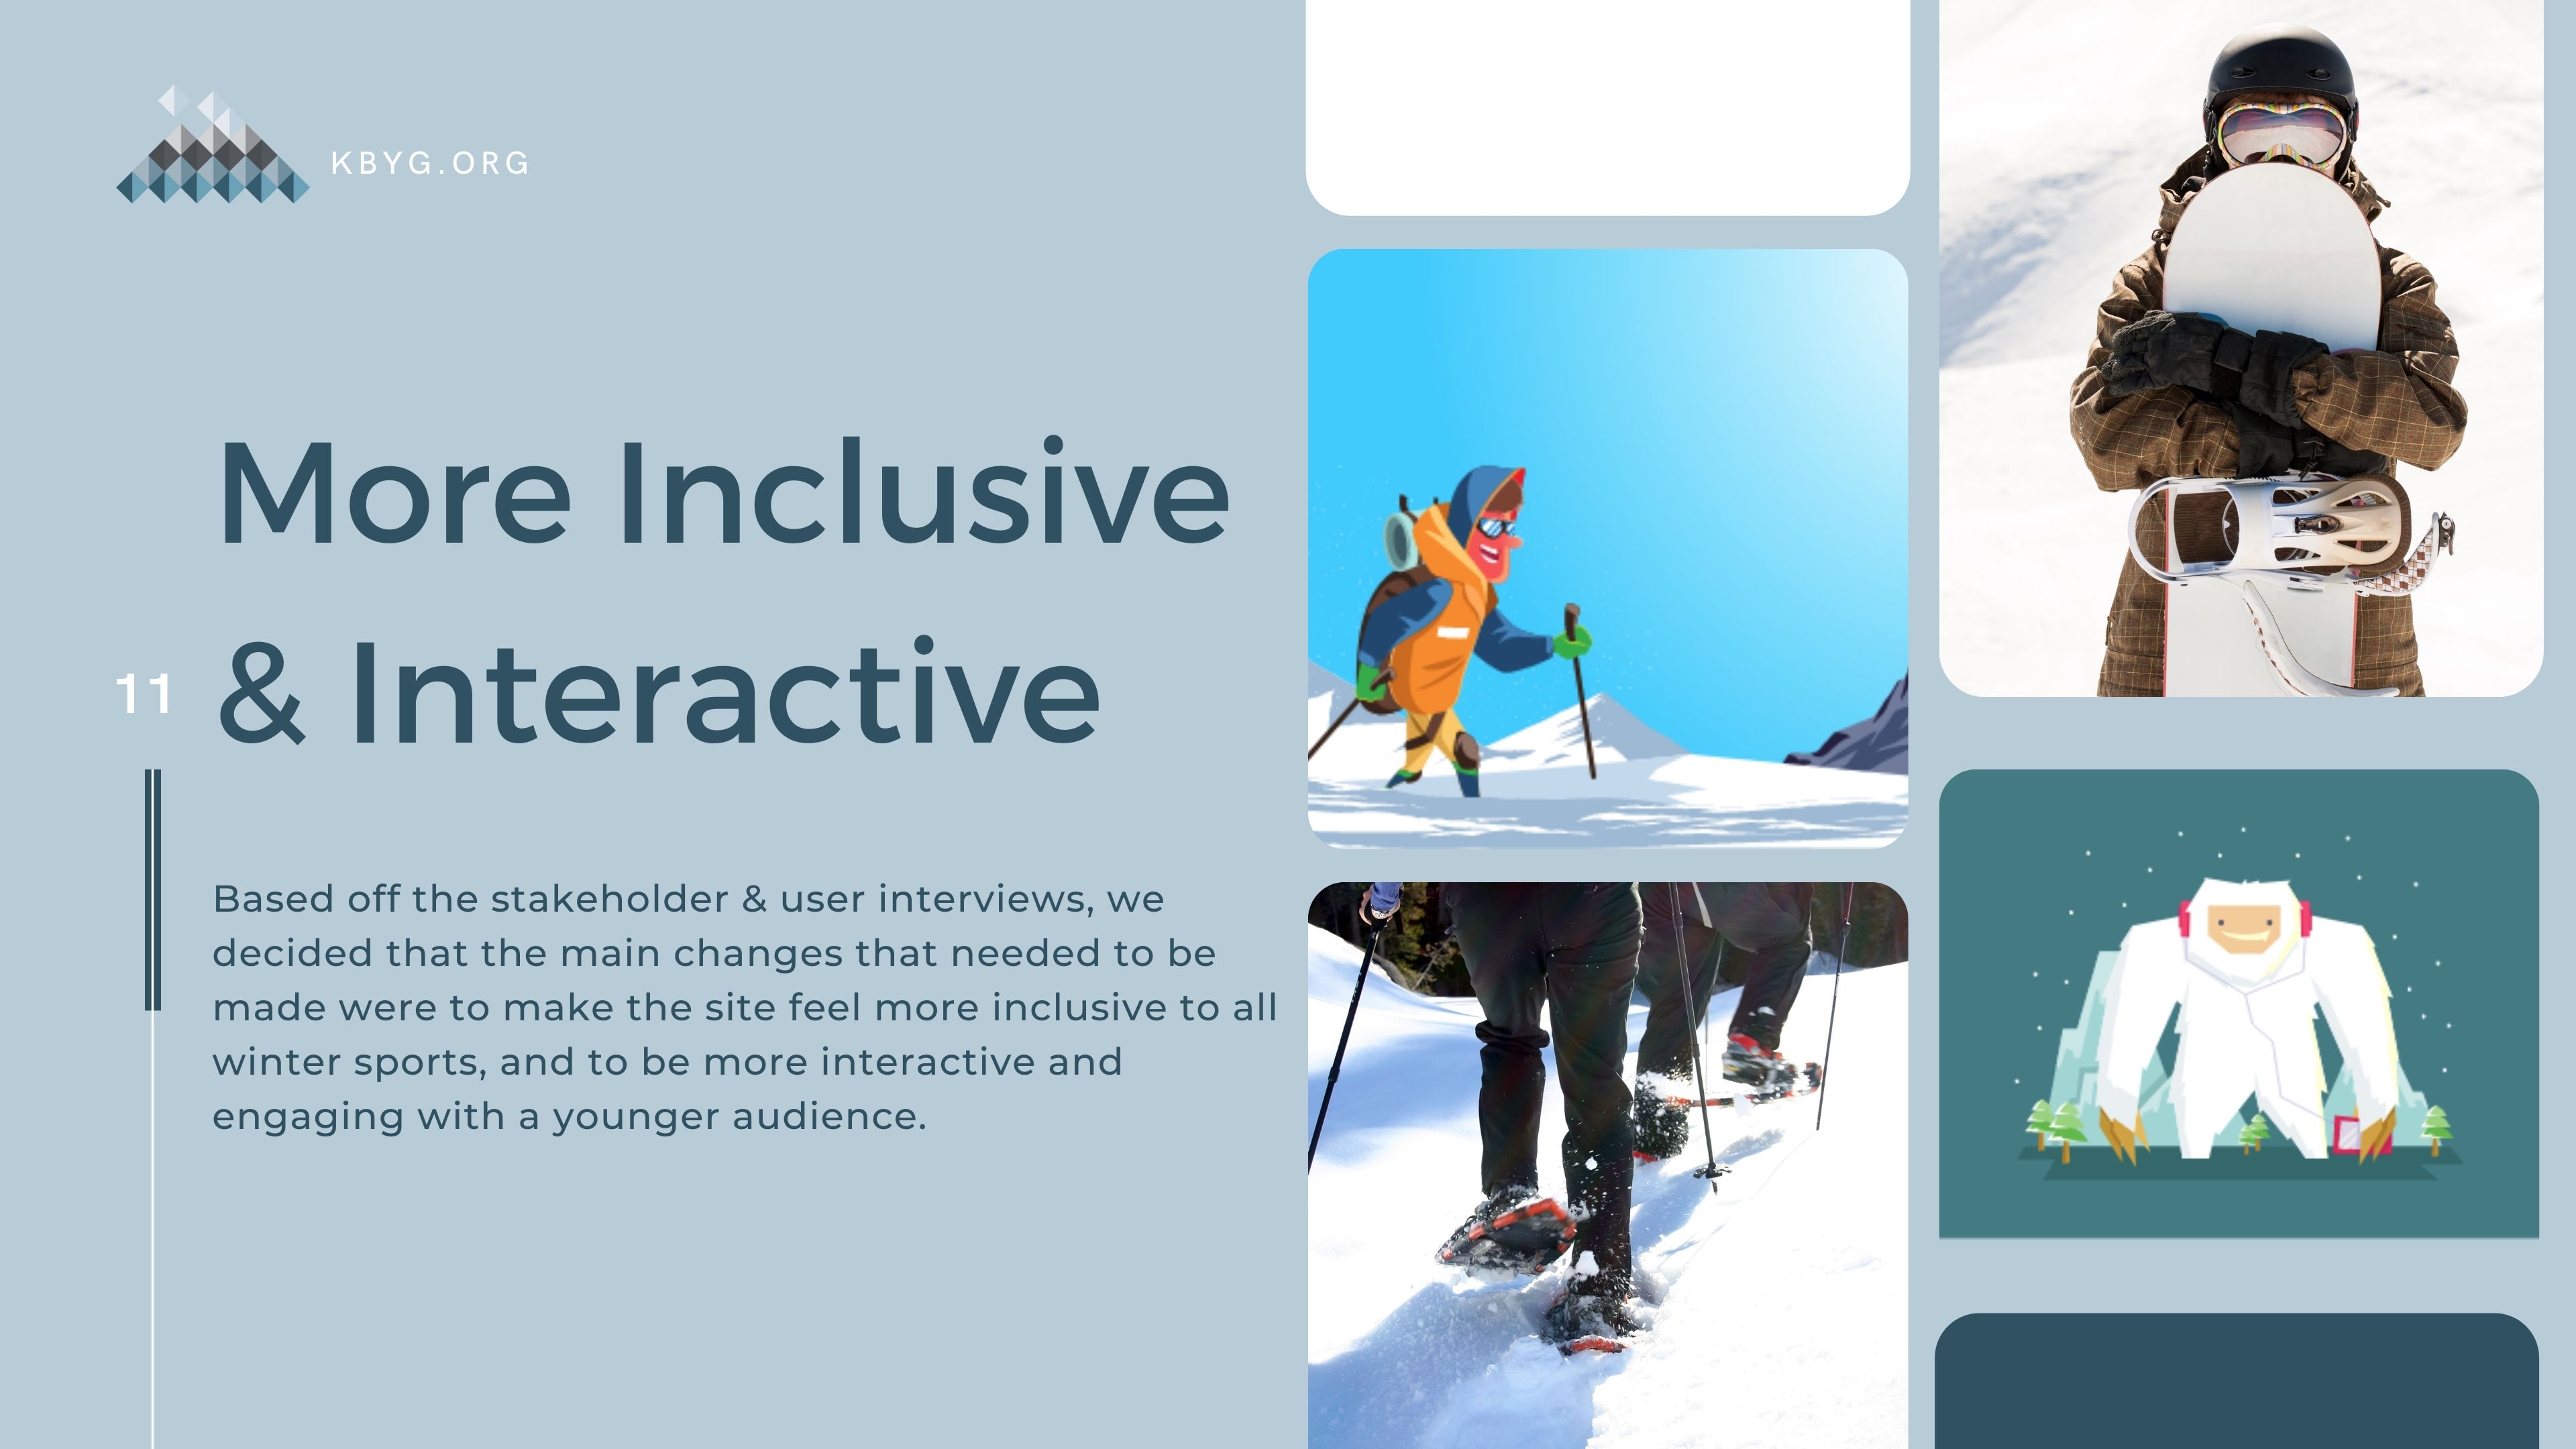 KBYG.ORG
More Inclusive
11
& Interactive
Based off the stakeholder & user interviews, we
decided that the main changes that needed to be
made were to make the site feel more inclusive to all
winter sports, and to be more interactive and
engaging with a younger audience.